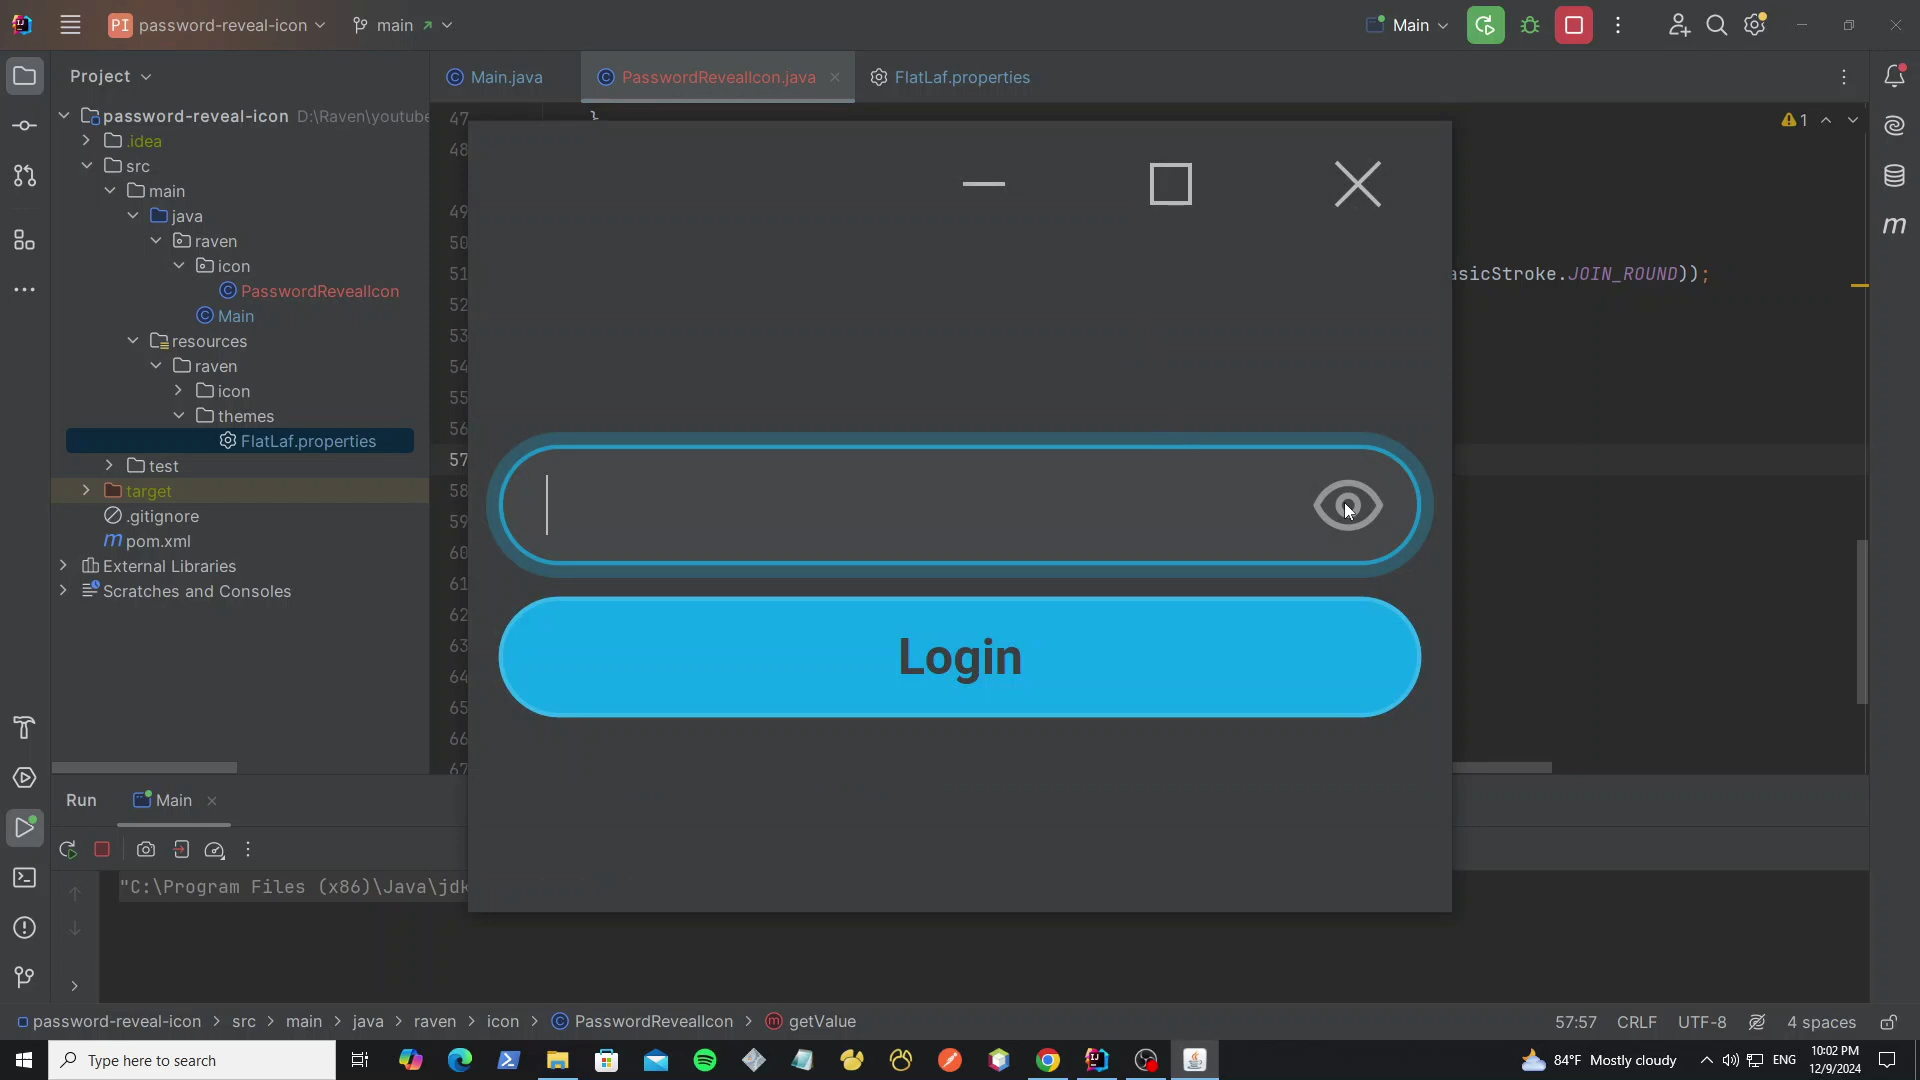 PI password-reveal-icon
main
Main
Project
Main.java
PasswordRevealIcon.java
FlatLaf.properties
password-reveal-icon D:\Raven\youtube
.idea
src
main
java
raven
icon
PasswordRevealIcon
Main
resources
raven
icon
themes
FlatLaf.properties
test
target
.gitignore
pom.xml
External Libraries
Scratches and Consoles
47
48
49
50
51
52
53
54
55
56
57
58
59
60
61
62
63
64
65
66
67
}
1
asicStroke.JOIN_ROUND));
Login
Run
Main
"C:\Program Files (x86)\Java\jdk
password-reveal-icon > src > main > java > raven > icon > PasswordRevealIcon > getValue
57:57 CRLF UTF-8 4 spaces
Type here to search
84°F Mostly cloudy
ENG
10:02 PM
12/9/2024